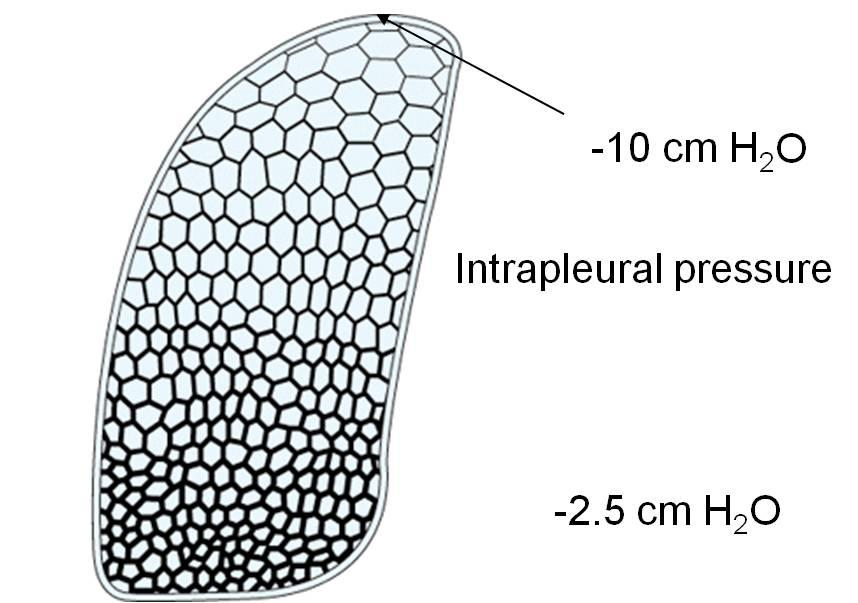 -10 cm H₂O
Intrapleural pressure
-2.5 cm H₂O